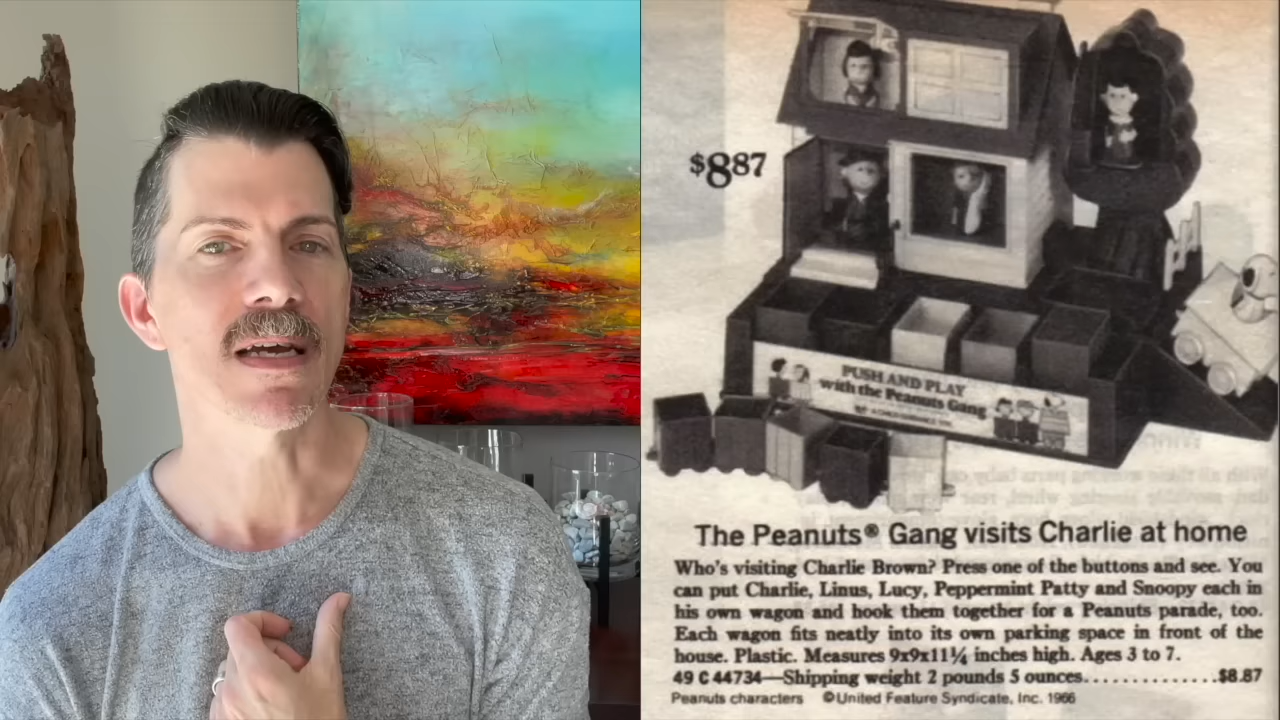 $8.87
PUSH AND PLAY
with the Peanuts Gang
The Peanuts® Gang visits Charlie at home
Who's visiting Charlie Brown? Press one of the buttons and see. You
can put Charlie, Linus, Lucy, Peppermint Patty and Snoopy each in
his own wagon and hook them together for a Peanuts parade, too.
Each wagon fits neatly into its own parking space in front of the
house. Plastic. Measures 9x9x11¼ inches high. Ages 3 to 7.
49 C 44734—Shipping weight 2 pounds 5 ounces..............$8.87
Peanuts characters ©United Feature Syndicate, Inc. 1966